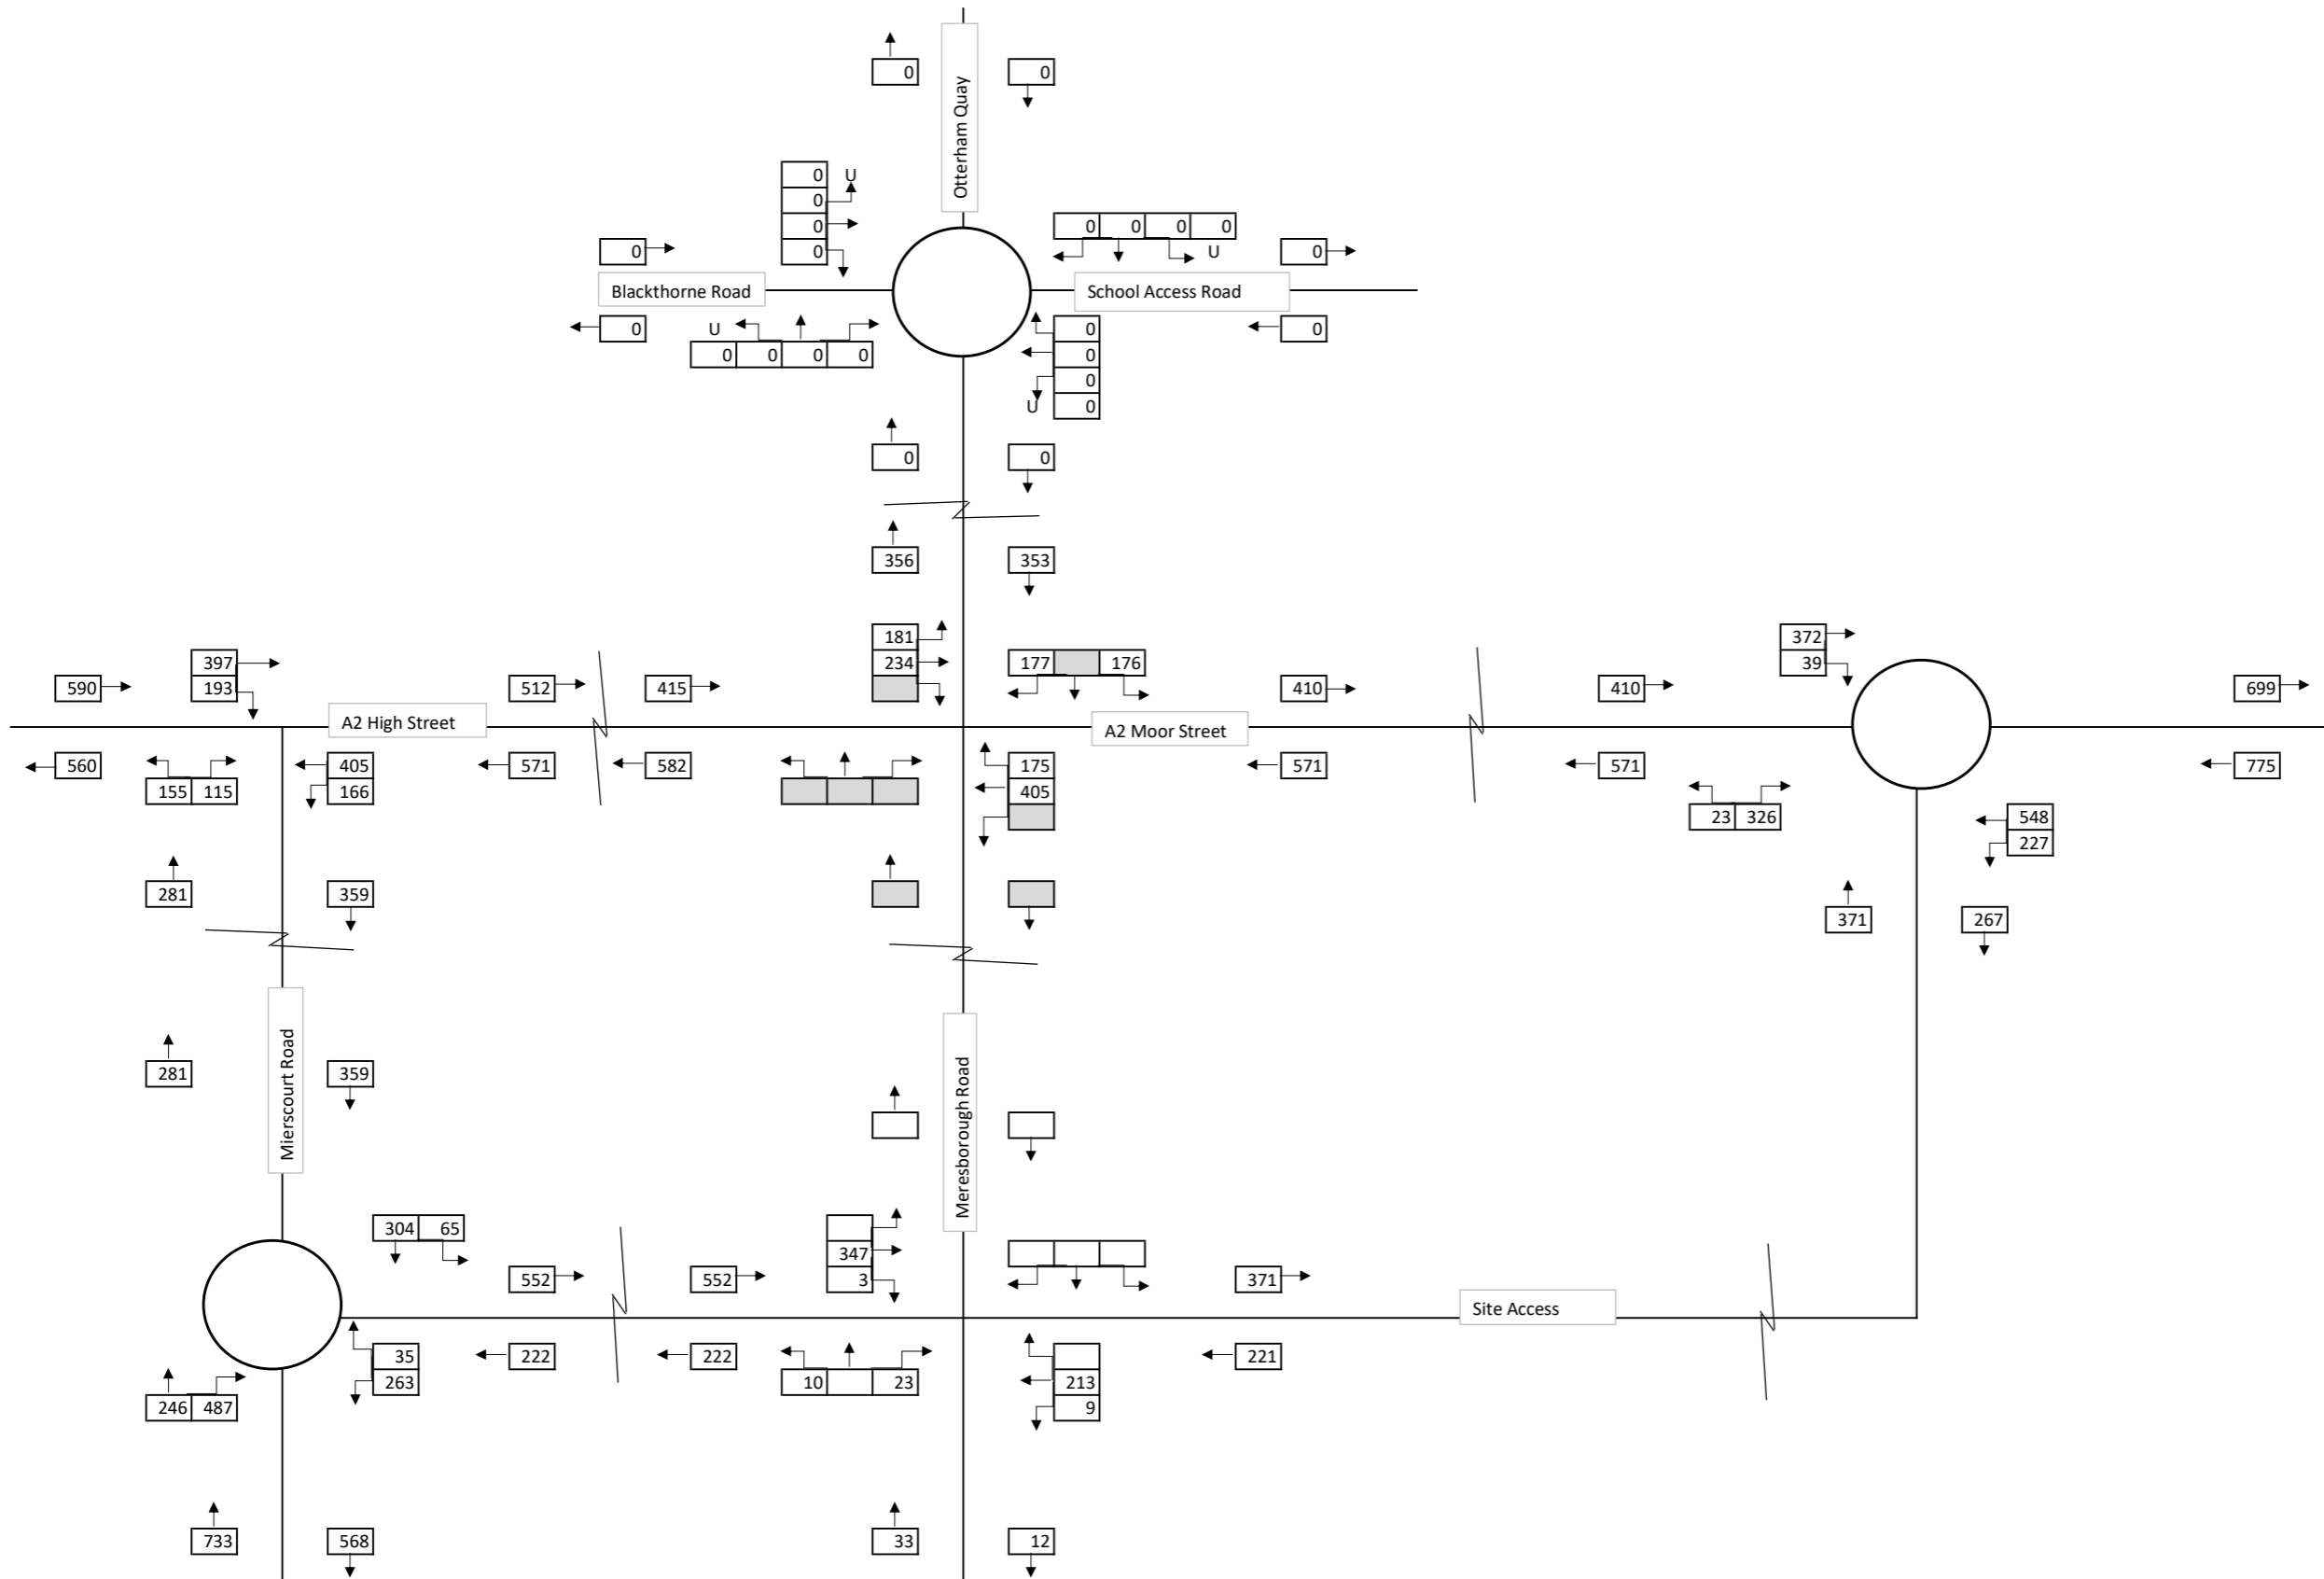 0 0
Otterham Quay
0 U
0
0
0
0 0 0 0
U
0 0
Blackthorne Road
School Access Road
0 0
U
0 0 0 0
0
0
0
U 0
0 0
356 353
181
234
177 176
372
39
397
193
590 512 415 410 410 699
A2 High Street
A2 Moor Street
560 571 582 571 571 775
155 115
405
166
175
405
23 326
548
227
281 359
371 267
Mierscourt Road
281 359
Meresborough Road
304 65
347
3
552 552 371
Site Access
35
263
222 222 221
10 23
213
9
246 487
733 568 33 12